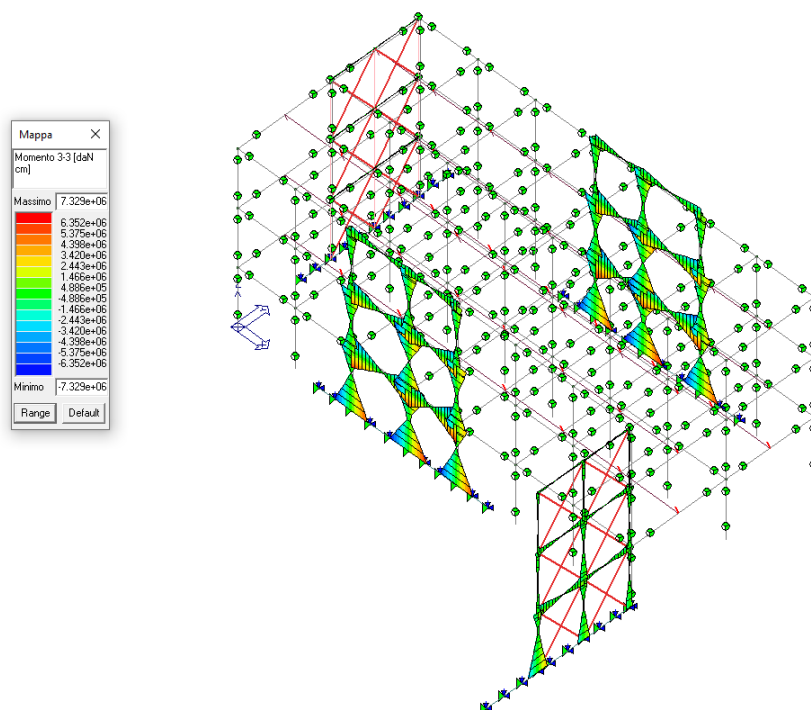 Mappa
Momento 3-3 [daN
cm]
Massimo 7.329e+06
6.352e+06
5.375e+06
4.398e+06
3.420e+06
2.443e+06
1.466e+06
4.886e+05
-4.886e+05
-1.466e+06
-2.443e+06
-3.420e+06
-4.398e+06
-5.375e+06
-6.352e+06
Minimo -7.329e+06
Range Default